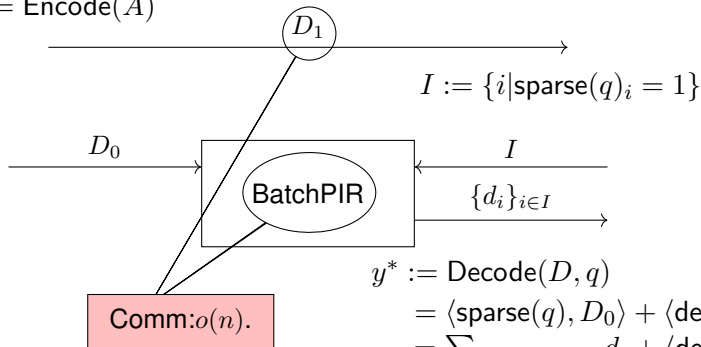 = Encode(A)
D_1
I := {i|sparse(q)_i = 1}
D_0
I
BatchPIR
{d_i}_{i∈I}
y* := Decode(D, q)
= ⟨sparse(q), D_0⟩ + ⟨de
Comm:o(n).